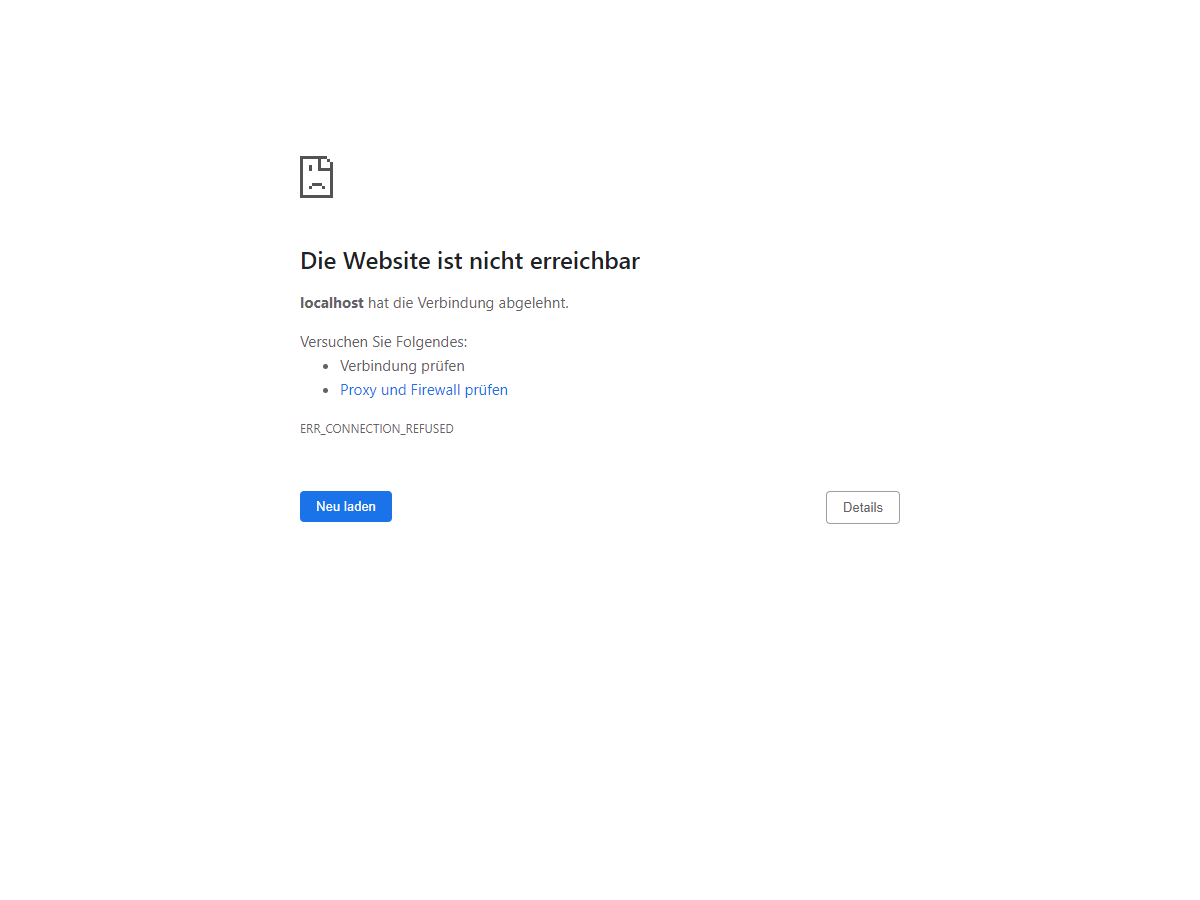 Die Website ist nicht erreichbar
localhost hat die Verbindung abgelehnt.
Versuchen Sie Folgendes:
Verbindung prüfen
Proxy und Firewall prüfen
ERR_CONNECTION_REFUSED
Neu laden
Details